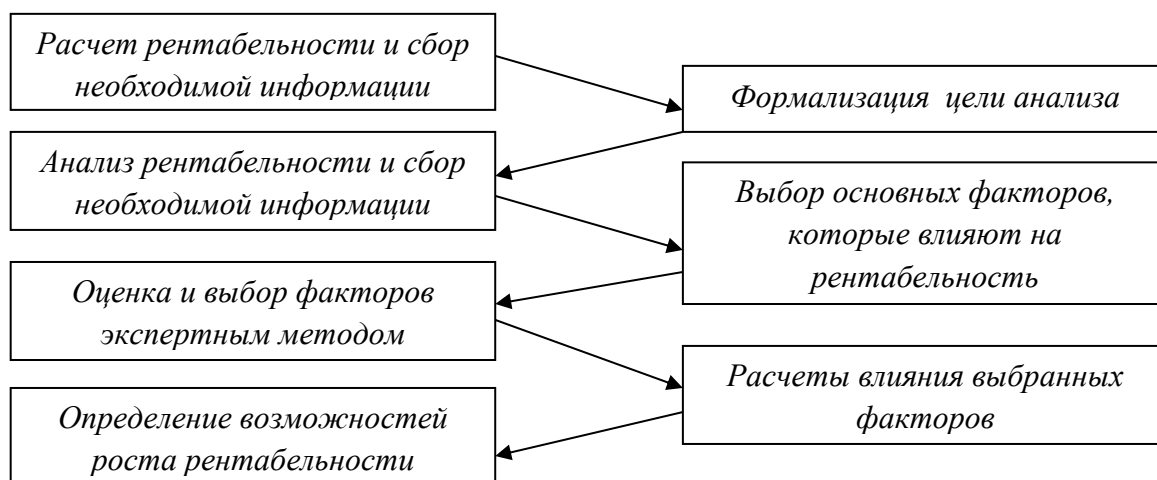 Расчет рентабельности и сбор
необходимой информации
Формализация цели анализа
Анализ рентабельности и сбор
необходимой информации
Выбор основных факторов,
которые влияют на
рентабельность
Оценка и выбор факторов
экспертным методом
Расчеты влияния выбранных
факторов
Определение возможностей
роста рентабельности